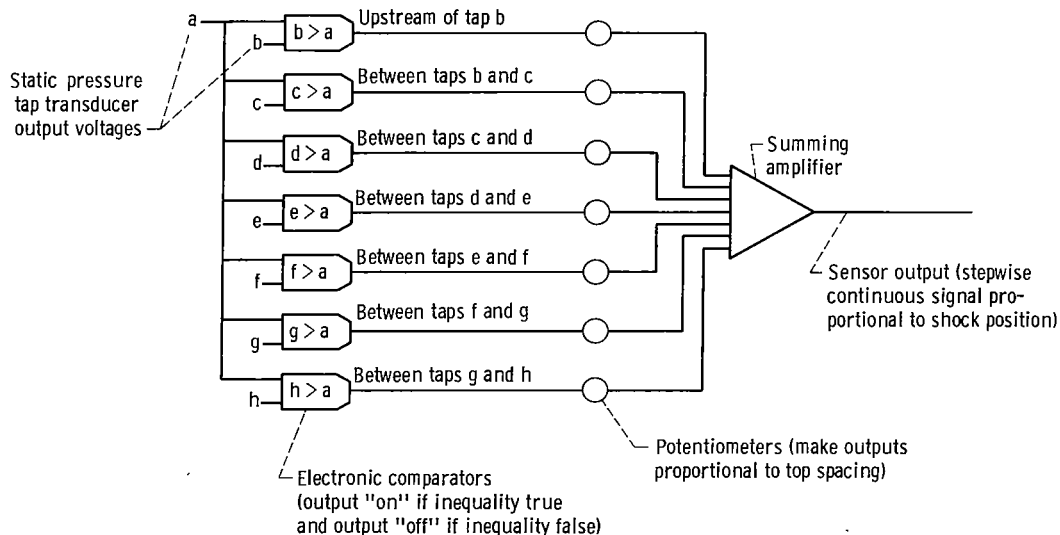 a
b
b > a
Upstream of tap b
Static pressure
tap transducer
output voltages
c
c > a
Between taps b and c
d
d > a
Between taps c and d
e
e > a
Between taps d and e
f
f > a
Between taps e and f
g
g > a
Between taps f and g
h
h > a
Between taps g and h
Summing
amplifier
Sensor output (stepwise
continuous signal pro-
portional to shock position)
Potentiometers (make outputs
proportional to top spacing)
Electronic comparators
(output "on" if inequality true
and output "off" if inequality false)